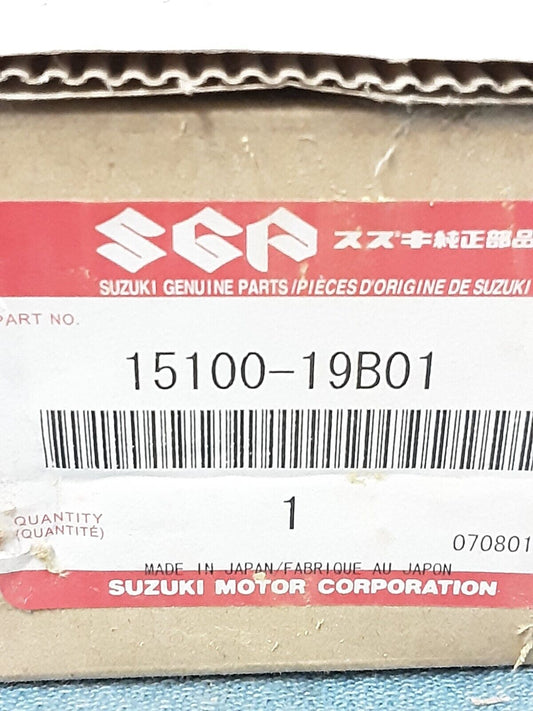 SGP スズキ純正部品
SUZUKI GENUINE PARTS/PIÈCES D'ORIGINE DE SUZUKI
PART NO.
15100-19B01
1
QUANTITY
(QUANTITÉ)
070801
MADE IN JAPAN/FABRIQUE AU JAPON
SUZUKI MOTOR CORPORATION